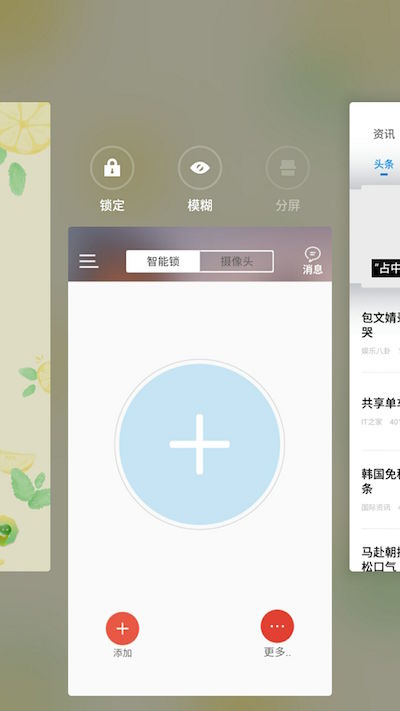 锁定
模糊
分屏
智能锁
摄像头
消息
添加
更多..
资讯
头条
"占中
包文婧
哭
娱乐八卦
共享单
IT之家 40
韩国免
条
国际资讯 4
马赴朝
松口气